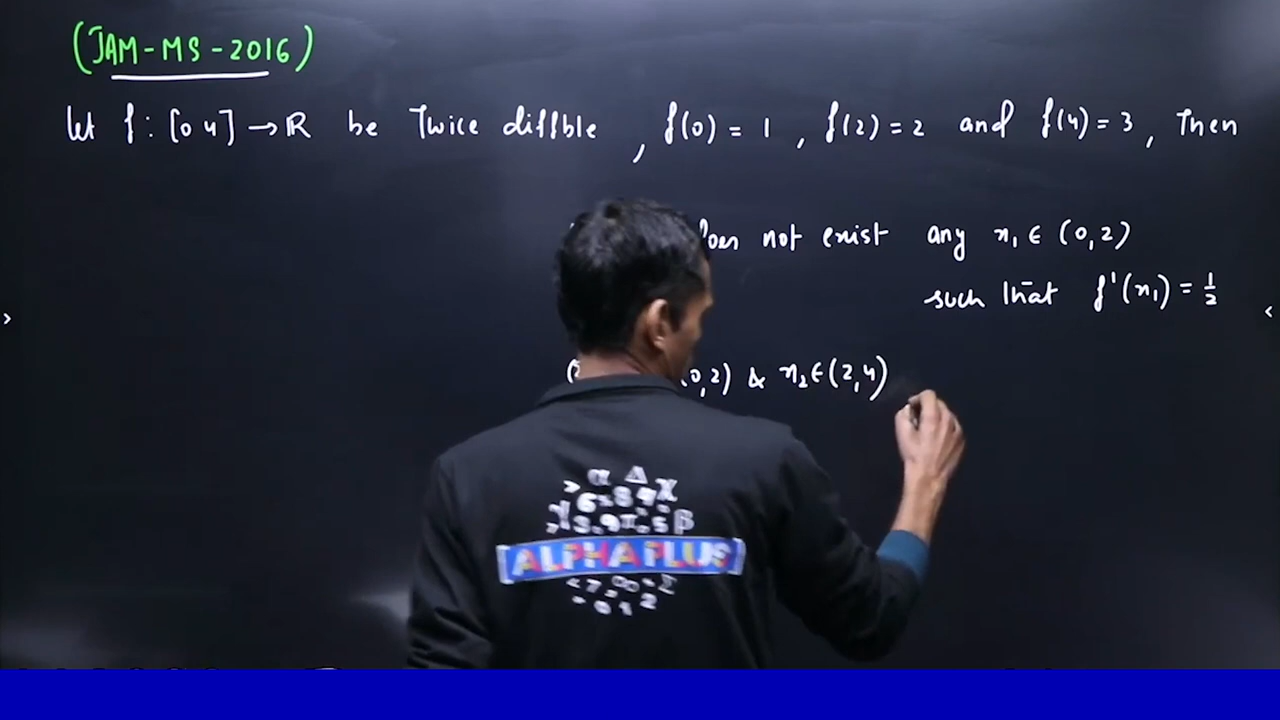 (JAM-MS-2016)
let f : [0 4] → ℝ be Twice diffble , f(0) = 1 , f(2) = 2 and f(4) = 3 , Then
not exist any x₁ ∈ (0,2)
such that f'(x₁) = 1/2
0,2) & x₂ ∈ (2,4)
ALPHA PLUS